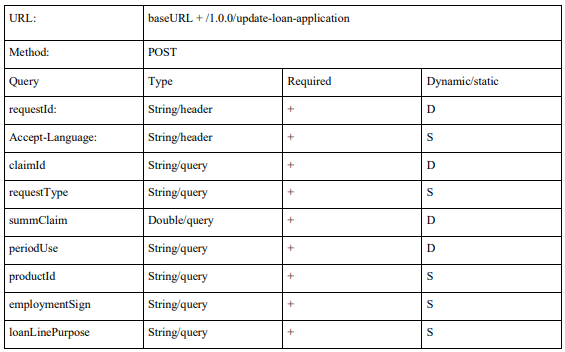 URL: baseURL + /1.0.0/update-loan-application
Method: POST
Query Type Required Dynamic/static
requestId: String/header + D
Accept-Language: String/header + S
claimId String/query + D
requestType String/query + S
summClaim Double/query + D
periodUse String/query + D
productId String/query + S
employmentSign String/query + S
loanLinePurpose String/query + S